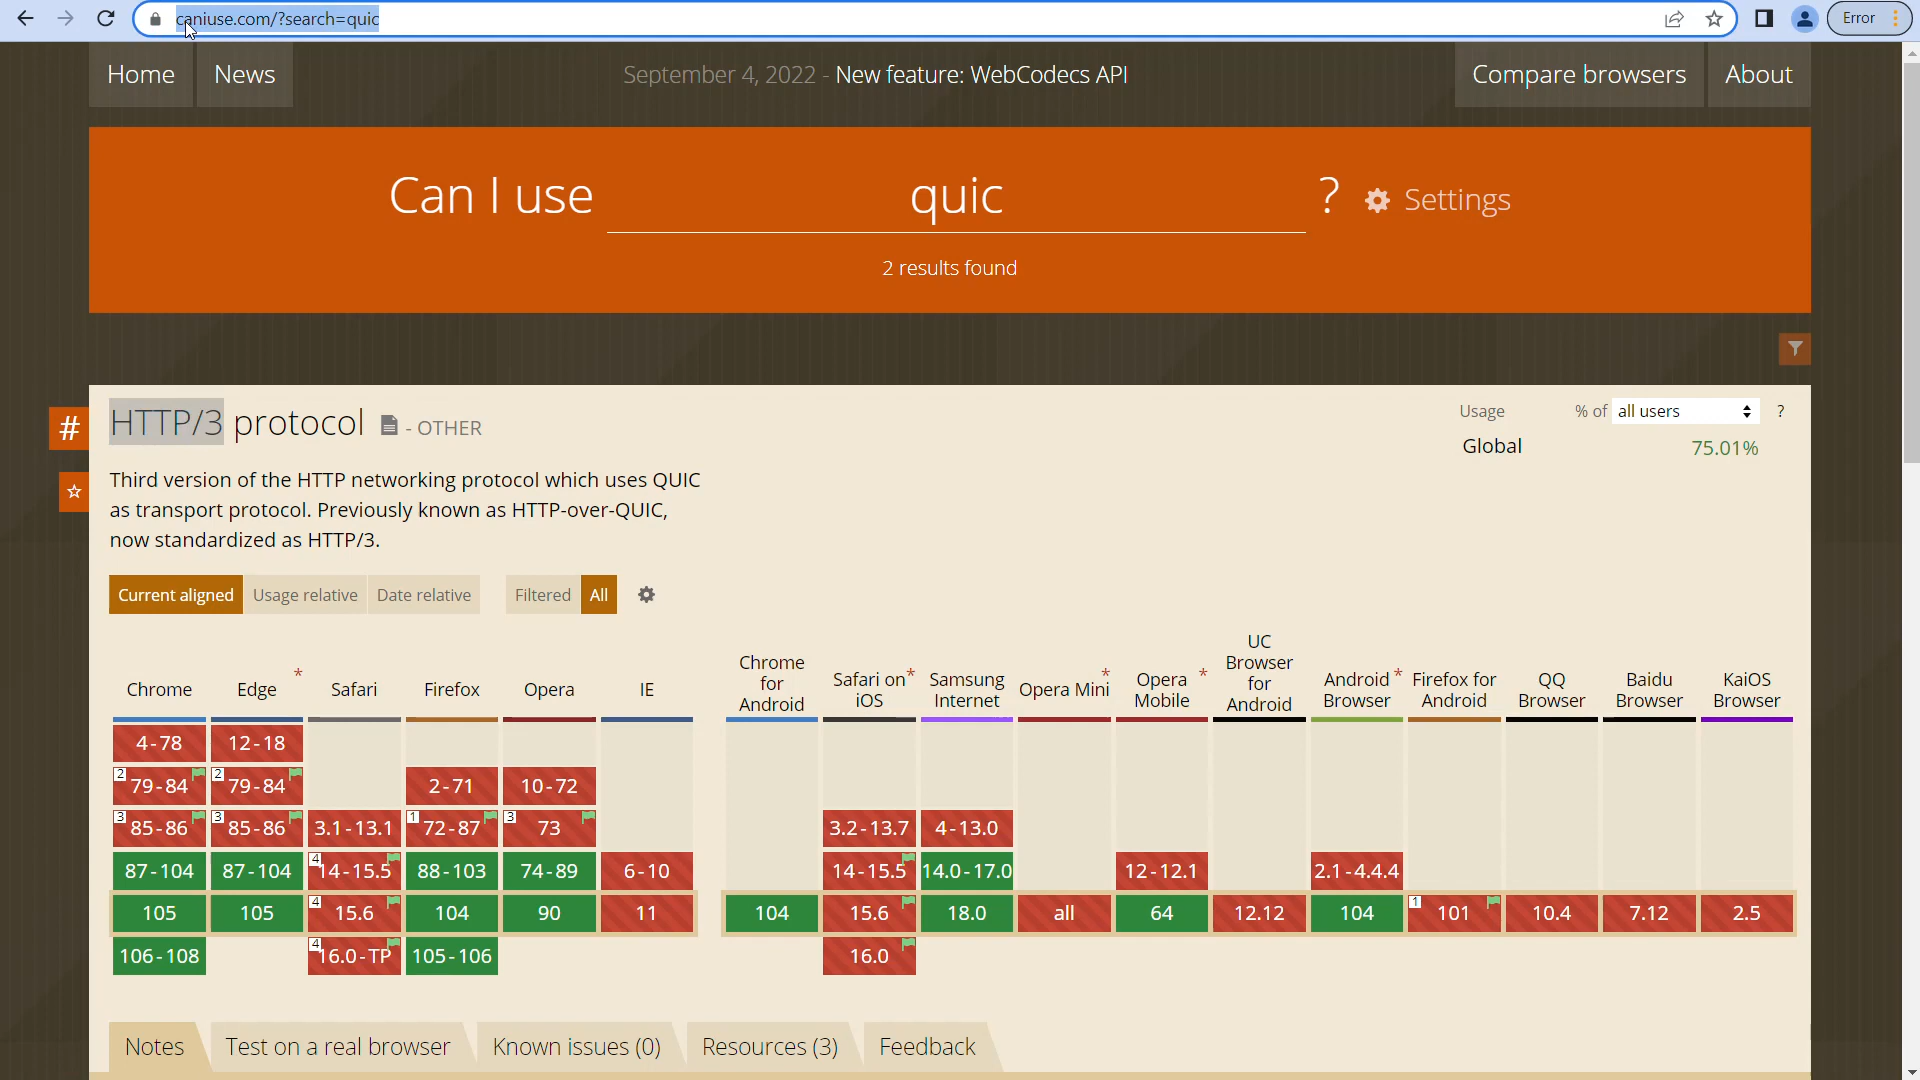 caniuse.com/?search=quic
Error
Home
News
September 4, 2022 - New feature: WebCodecs API
Compare browsers
About
Can I use quic ?
Settings
2 results found
#
HTTP/3 protocol - OTHER
Usage % of all users ?
Global 75.01%
Third version of the HTTP networking protocol which uses QUIC
as transport protocol. Previously known as HTTP-over-QUIC,
now standardized as HTTP/3.
Current aligned Usage relative Date relative Filtered All
Chrome Edge * Safari Firefox Opera IE
Chrome for Android
Safari on iOS *
Samsung Internet
Opera Mini *
Opera Mobile *
UC Browser for Android
Android Browser *
Firefox for Android
QQ Browser
Baidu Browser
KaiOS Browser
4-78 12-18
2 79-84 2 79-84 2-71 10-72
3 85-86 3 85-86 3.1-13.1 1 72-87 3 73 3.2-13.7 4-13.0
87-104 87-104 4 14-15.5 88-103 74-89 6-10 14-15.5 14.0-17.0 12-12.1 2.1-4.4.4
105 105 4 15.6 104 90 11 104 15.6 18.0 all 64 12.12 104 1 101 10.4 7.12 2.5
106-108 4 16.0-TP 105-106 16.0
Notes
Test on a real browser
Known issues (0)
Resources (3)
Feedback